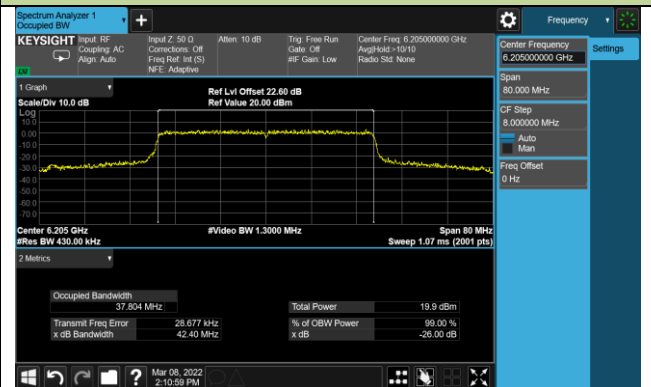 Spectrum Analyzer 1
Occupied BW
Frequency
KEYSIGHT
Input: RF
Coupling: AC
Align: Auto
Input Z: 50 Ω
Corrections: Off
Freq Ref: Int (S)
NFE: Adaptive
Atten: 10 dB
Trig: Free Run
Gate: Off
#IF Gain: Low
Center Freq: 6.205000000 GHz
Avg|Hold:>10/10
Radio Std: None
LVI
Center Frequency
6.205000000 GHz
Settings
Span
80.000 MHz
CF Step
8.000000 MHz
Auto
Man
Freq Offset
0 Hz
1 Graph
Scale/Div 10.0 dB
Ref Lvl Offset 22.60 dB
Ref Value 20.00 dBm
Log
10.0
0.00
-10.0
-20.0
-30.0
-40.0
-50.0
-60.0
-70.0
Center 6.205 GHz
#Res BW 430.00 kHz
#Video BW 1.3000 MHz
Span 80 MHz
Sweep 1.07 ms (2001 pts)
2 Metrics
Occupied Bandwidth
37.804 MHz
Total Power
19.9 dBm
Transmit Freq Error
28.677 kHz
% of OBW Power
99.00 %
x dB Bandwidth
42.40 MHz
x dB
-26.00 dB
?
Mar 08, 2022
2:10:59 PM